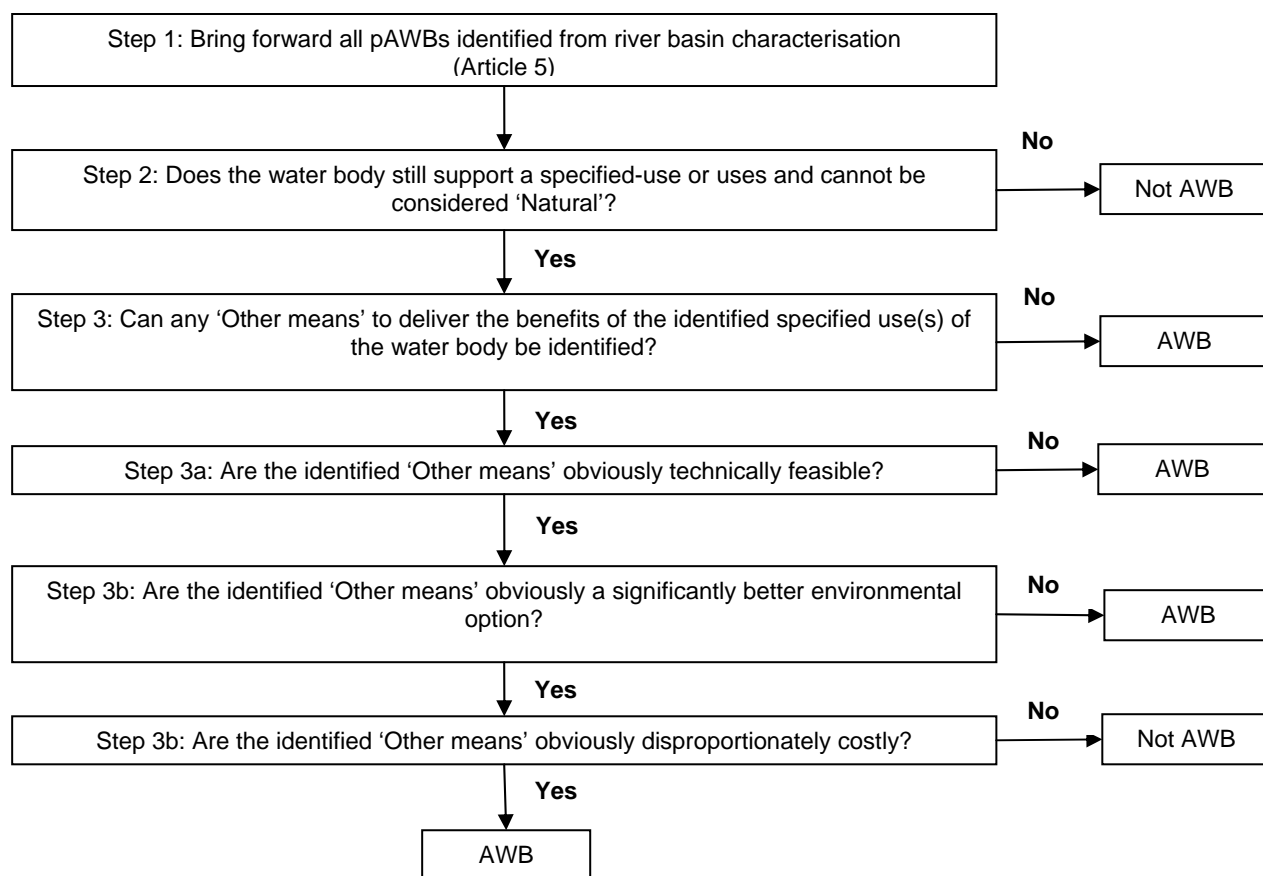 Step 1: Bring forward all pAWBs identified from river basin characterisation
(Article 5)
No
Step 2: Does the water body still support a specified-use or uses and cannot be
considered ‘Natural’?
Not AWB
Yes
No
Step 3: Can any ‘Other means’ to deliver the benefits of the identified specified use(s) of
the water body be identified?
AWB
Yes
No
Step 3a: Are the identified ‘Other means’ obviously technically feasible?
AWB
Yes
No
Step 3b: Are the identified ‘Other means’ obviously a significantly better environmental
option?
AWB
Yes
No
Step 3b: Are the identified ‘Other means’ obviously disproportionately costly?
Not AWB
Yes
AWB